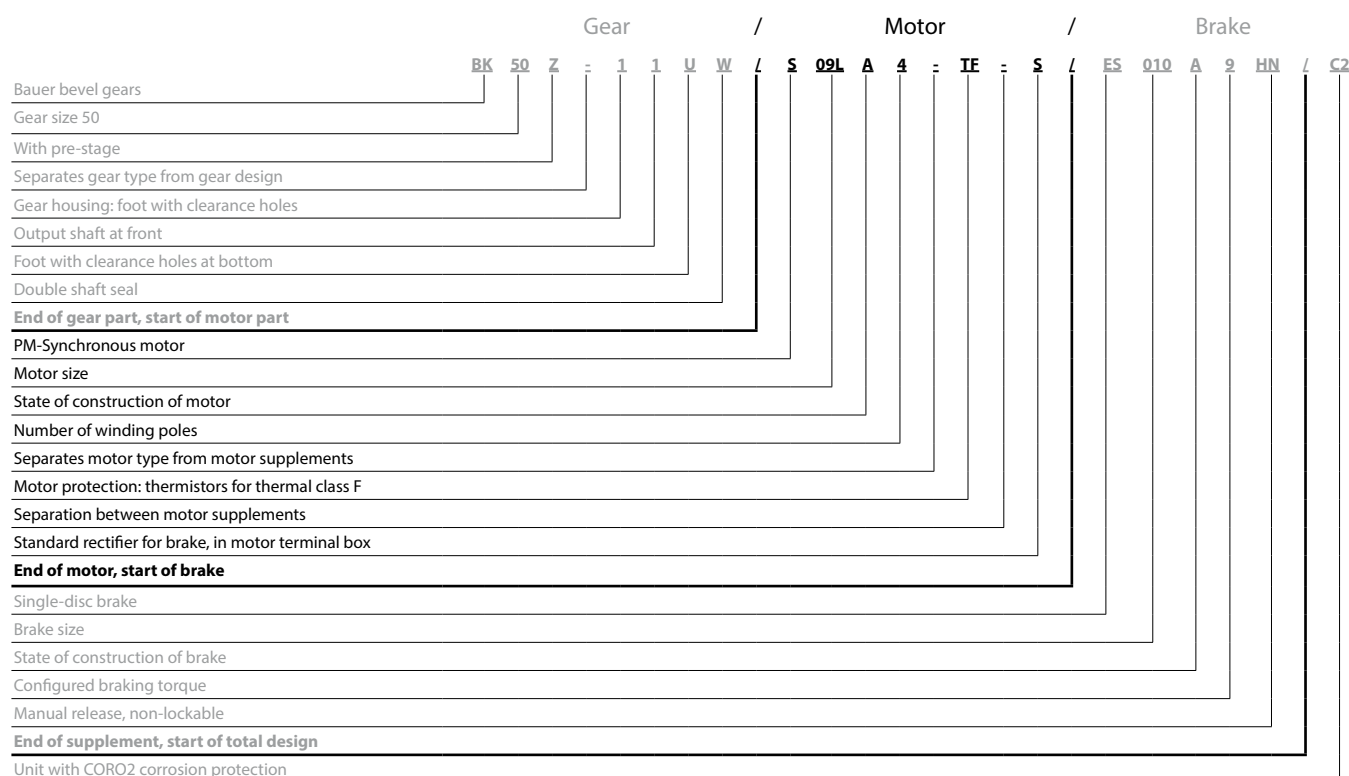 Gear / Motor / Brake
BK 50 Z - 1 1 U W / S 09L A 4 - TF - S / ES 010 A 9 HN / C2
Bauer bevel gears
Gear size 50
With pre-stage
Separates gear type from gear design
Gear housing: foot with clearance holes
Output shaft at front
Foot with clearance holes at bottom
Double shaft seal
End of gear part, start of motor part
PM-Synchronous motor
Motor size
State of construction of motor
Number of winding poles
Separates motor type from motor supplements
Motor protection: thermistors for thermal class F
Separation between motor supplements
Standard rectifier for brake, in motor terminal box
End of motor, start of brake
Single-disc brake
Brake size
State of construction of brake
Configured braking torque
Manual release, non-lockable
End of supplement, start of total design
Unit with CORO2 corrosion protection